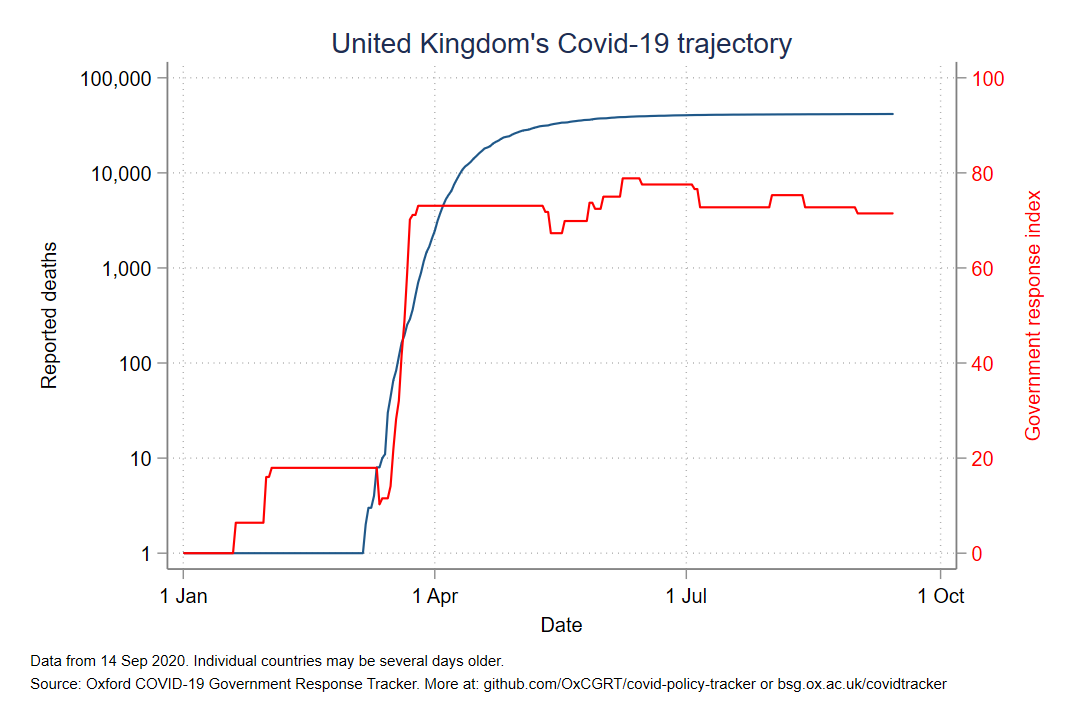 United Kingdom's Covid-19 trajectory
100,000
10,000
1,000
100
10
1
Reported deaths
100
80
60
40
20
0
Government response index
1 Jan
1 Apr
1 Jul
1 Oct
Date
Data from 14 Sep 2020. Individual countries may be several days older.
Source: Oxford COVID-19 Government Response Tracker. More at: github.com/OxCGRT/covid-policy-tracker or bsg.ox.ac.uk/covidtracker